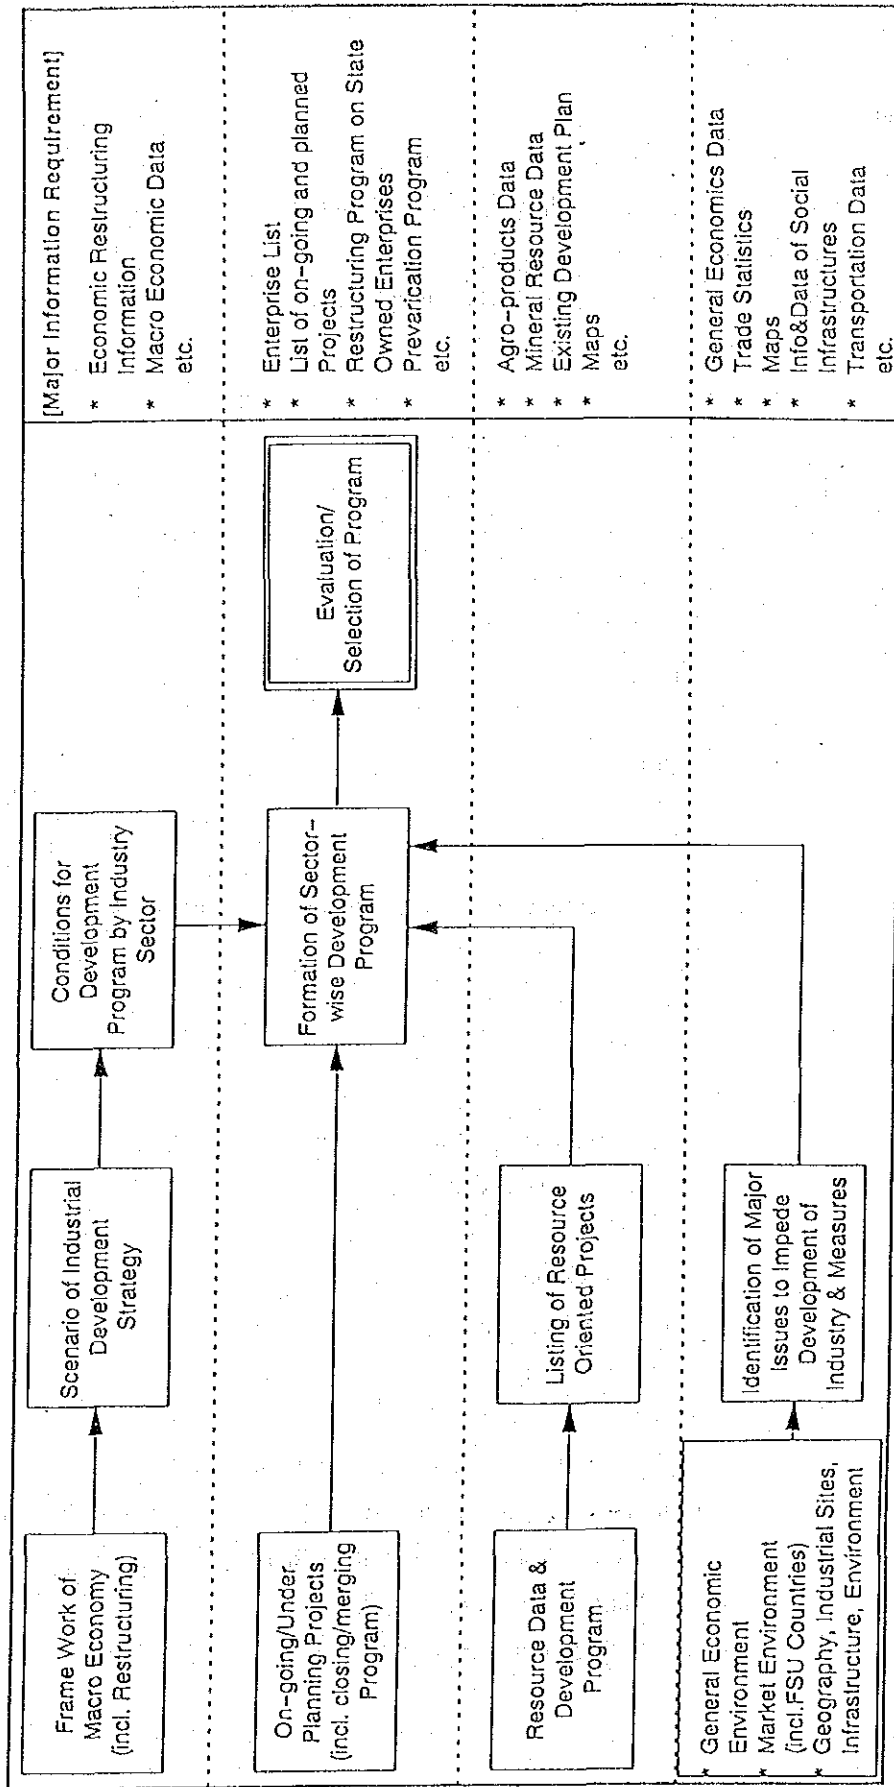 Frame Work of
Macro Economy
(incl. Restructuring)
Scenario of Industrial
Development
Strategy
Conditions for
Development
Program by Industry
Sector
[Major Information Requirement]
* Economic Restructuring
Information
* Macro Economic Data
etc.
On-going/Under
Planning Projects
(incl. closing/merging
Program)
Formation of Sector-
wise Development
Program
Evaluation/
Selection of Program
* Enterprise List
* List of on-going and planned
Projects
* Restructuring Program on State
Owned Enterprises
* Prevarication Program
etc.
Resource Data &
Development
Program
Listing of Resource
Oriented Projects
* Agro-products Data
* Mineral Resource Data
* Existing Development Plan
* Maps
etc.
* General Economic
Environment
* Market Environment
(incl.FSU Countries)
* Geography, Industrial Sites,
Infrastructure, Environment
Identification of Major
Issues to Impede
Development of
Industry & Measures
* General Economics Data
* Trade Statistics
* Maps
* Info&Data of Social
Infrastructures
* Transportation Data
etc.